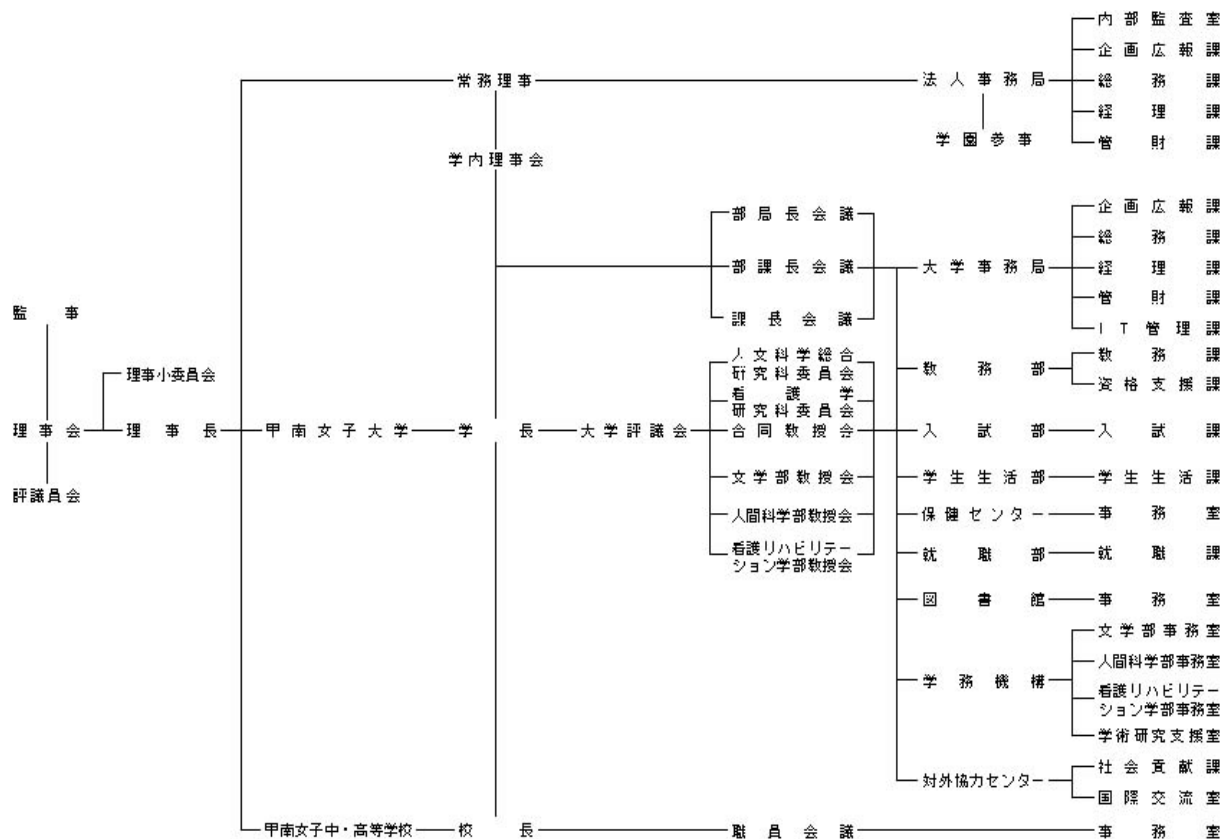 内部監査室
企画広報課
常務理事
法人事務局
総務課
経理課
学園参事
管財課
学内理事会
企画広報課
部局長会議
総務課
部課長会議
大学事務局
経理課
管財課
監事
課長会議
IT管理課
人文科学総合
研究科委員会
教務部
教務課
理事小委員会
看護学
研究科委員会
資格支援課
理事会
理事長
甲南女子大学
学長
大学評議会
合同教授会
入試部
入試課
文学部教授会
学生生活部
学生生活課
評議員会
人間科学部教授会
保健センター
事務室
看護リハビリテー
ション学部教授会
就職部
就職課
図書館
事務室
文学部事務室
人間科学部事務室
学務機構
看護リハビリテー
ション学部事務室
学術研究支援室
社会貢献課
対外協力センター
国際交流室
甲南女子中・高等学校
校長
職員会議
事務室